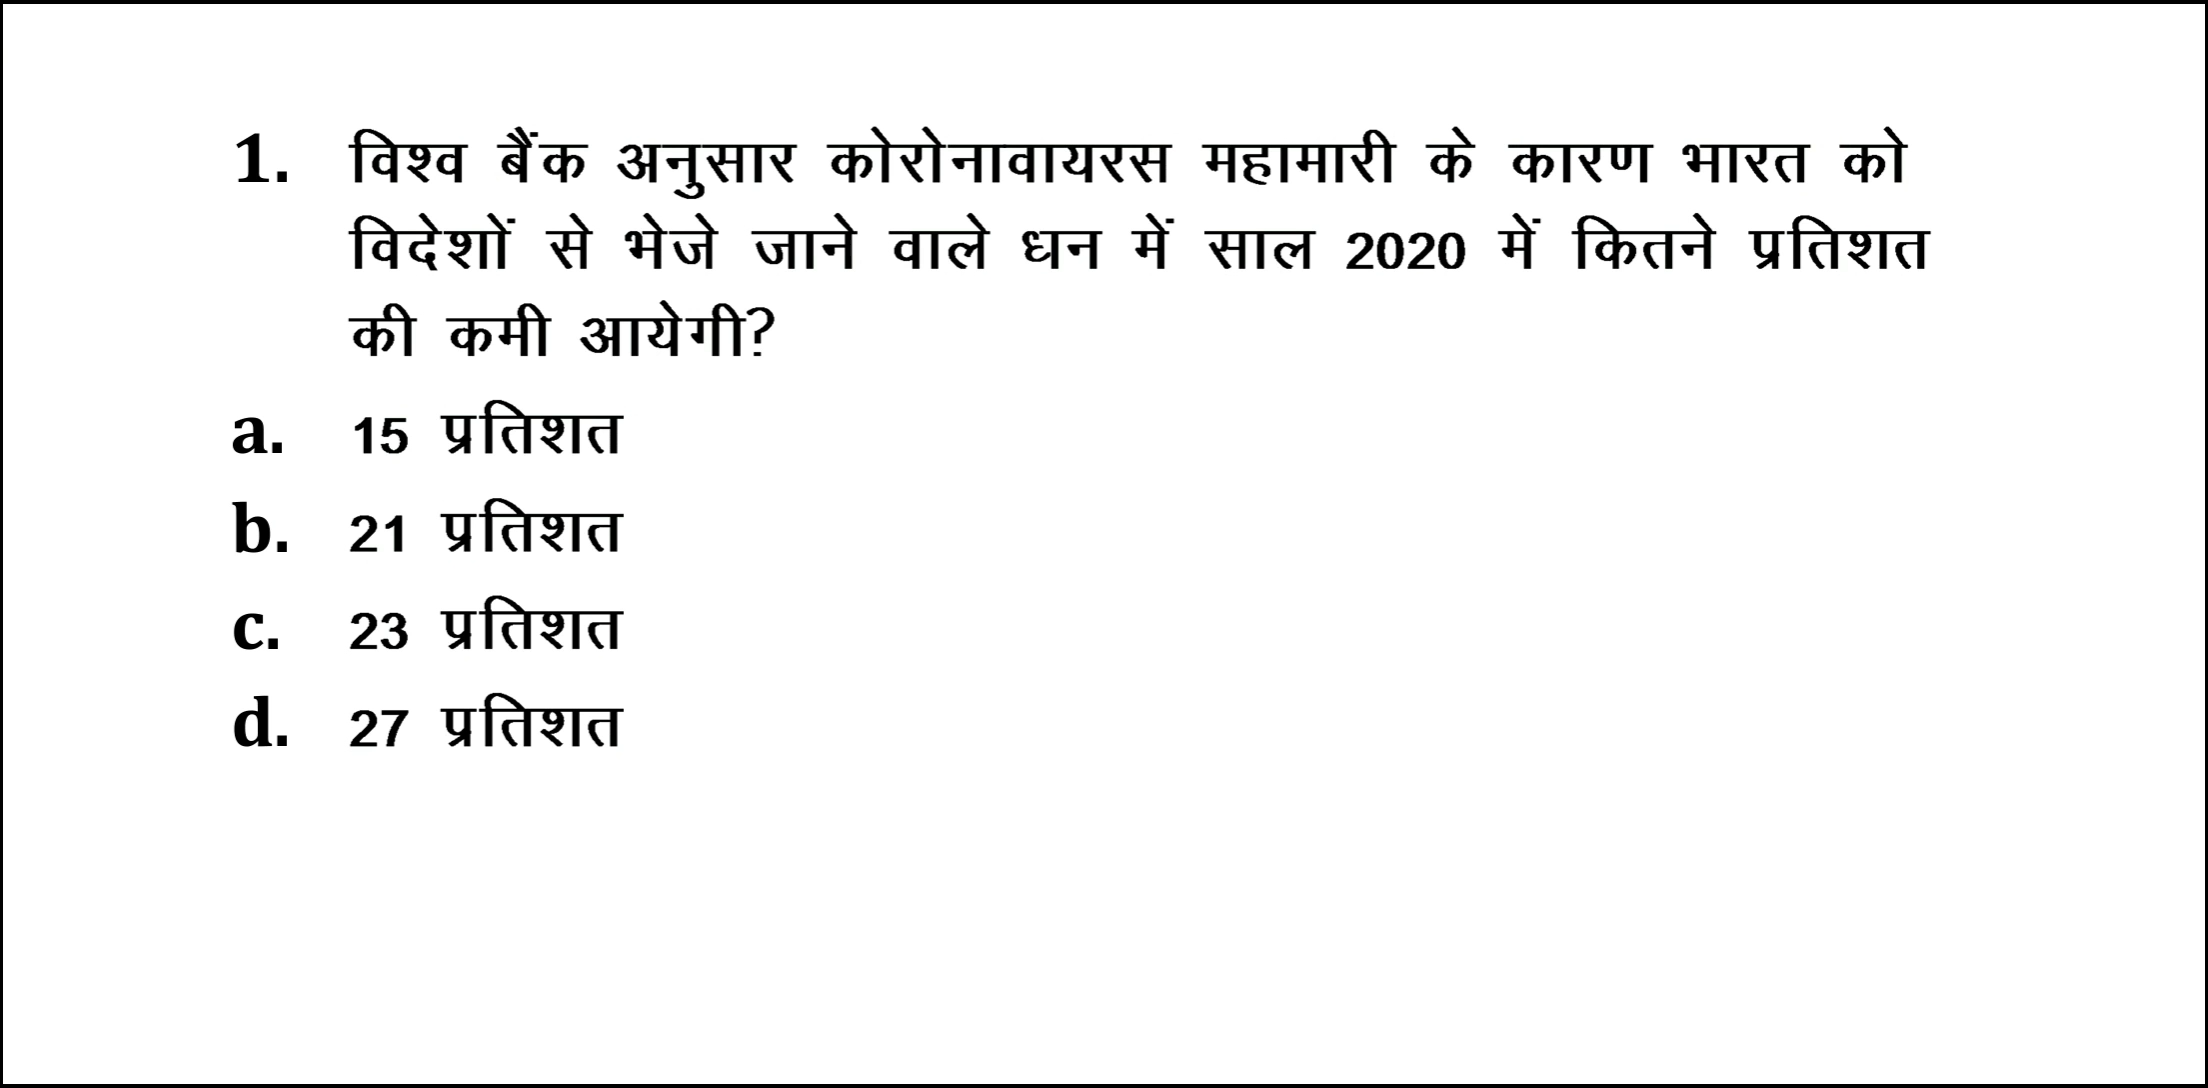 1. विश्व बैंक अनुसार कोरोनावायरस महामारी के कारण भारत को
विदेशों से भेजे जाने वाले धन में साल 2020 में कितने प्रतिशत
की कमी आयेगी?
a. 15 प्रतिशत
b. 21 प्रतिशत
c. 23 प्रतिशत
d. 27 प्रतिशत